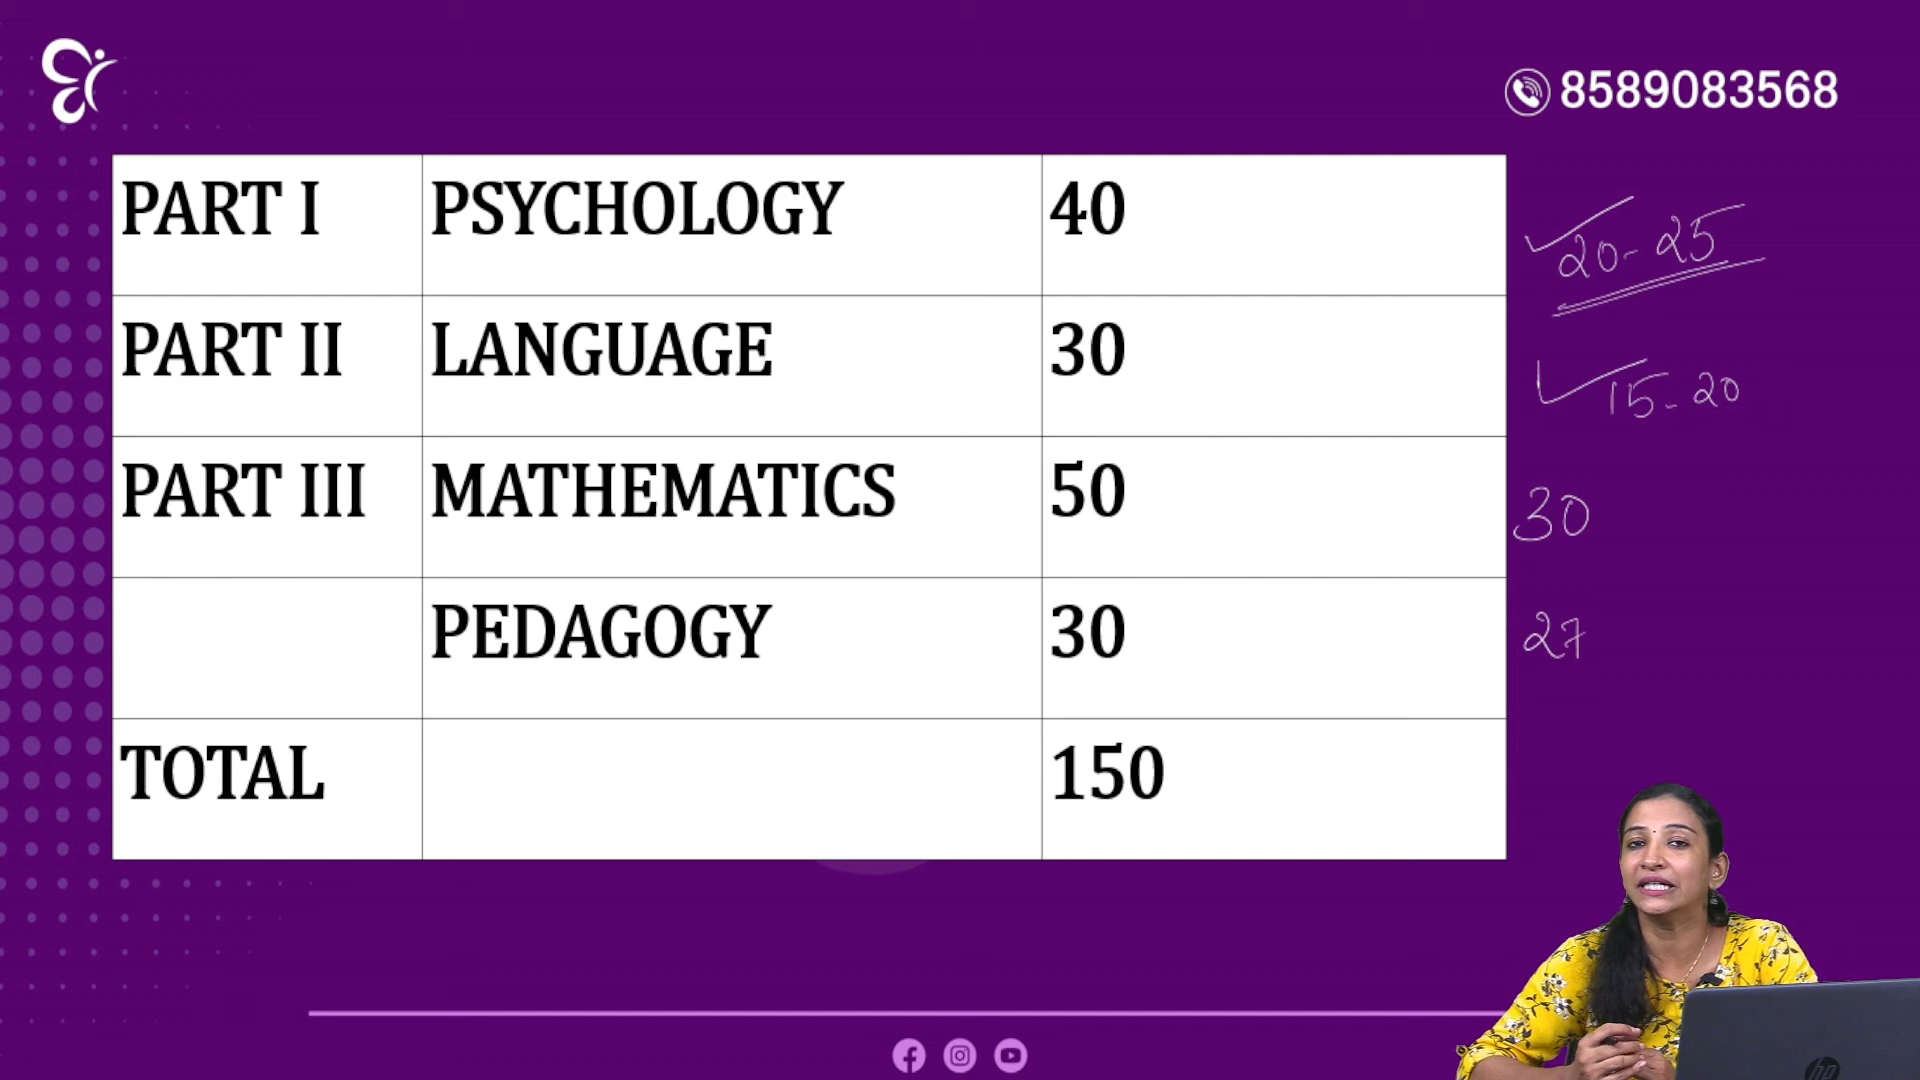 8589083568
PART I PSYCHOLOGY 40 20-25
PART II LANGUAGE 30 15-20
PART III MATHEMATICS 50 30
PEDAGOGY 30 27
TOTAL 150
hp